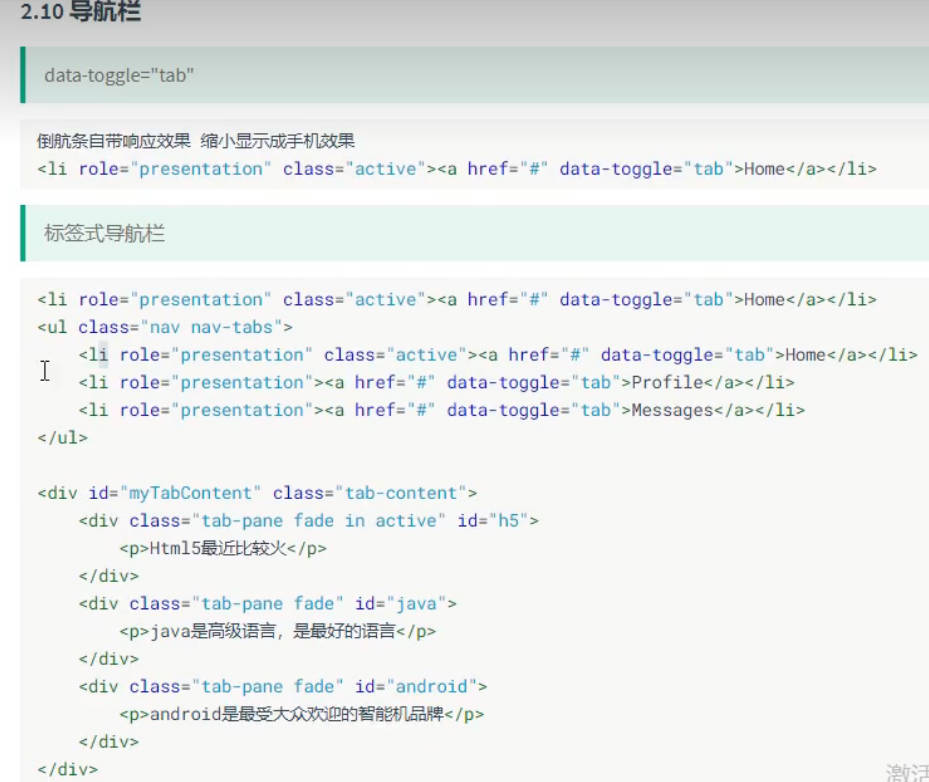 2.10 导航栏
data-toggle="tab"
倒航条自带响应效果 缩小显示成手机效果
<li role="presentation" class="active"><a href="#" data-toggle="tab">Home</a></li>
标签式导航栏
<li role="presentation" class="active"><a href="#" data-toggle="tab">Home</a></li>
<ul class="nav nav-tabs">
    <li role="presentation" class="active"><a href="#" data-toggle="tab">Home</a></li>
    <li role="presentation"><a href="#" data-toggle="tab">Profile</a></li>
    <li role="presentation"><a href="#" data-toggle="tab">Messages</a></li>
</ul>
<div id="myTabContent" class="tab-content">
    <div class="tab-pane fade in active" id="h5">
        <p>Html5最近比较火</p>
    </div>
    <div class="tab-pane fade" id="java">
        <p>java是高级语言，是最好的语言</p>
    </div>
    <div class="tab-pane fade" id="android">
        <p>android是最受大众欢迎的智能机品牌</p>
    </div>
</div>
激活